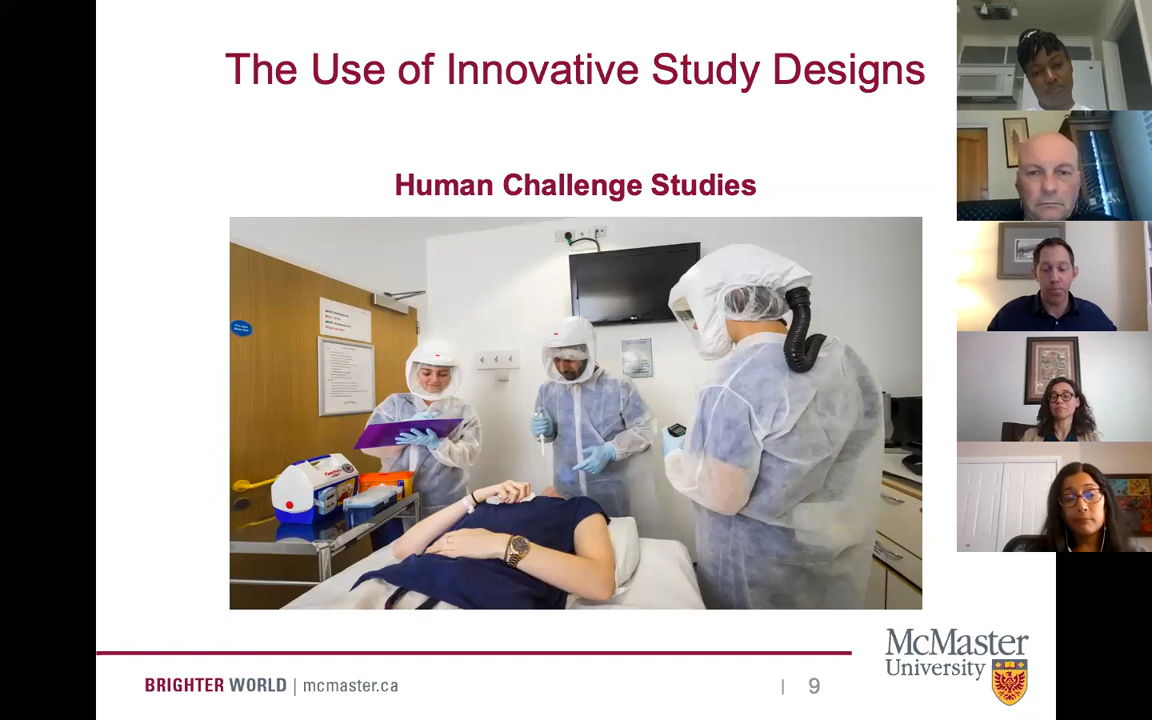 The Use of Innovative Study Designs
Human Challenge Studies
BRIGHTER WORLD | mcmaster.ca
| 9
McMaster
University